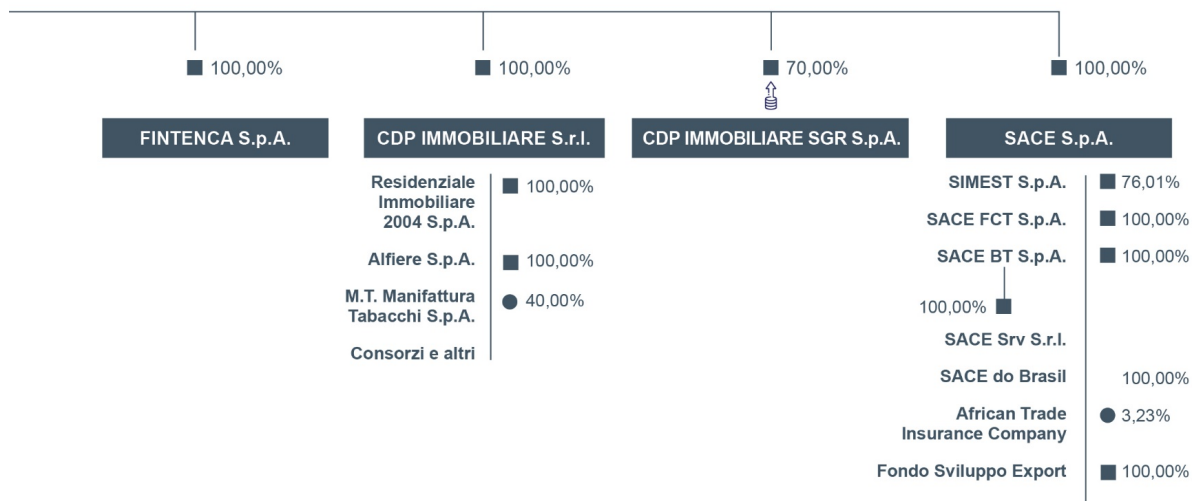 100,00%
100,00%
70,00%
100,00%
FINTENCA S.p.A.
CDP IMMOBILIARE S.r.l.
CDP IMMOBILIARE SGR S.p.A.
SACE S.p.A.
Residenziale
Immobiliare
2004 S.p.A.
100,00%
Alfiere S.p.A.
100,00%
M.T. Manifattura
Tabacchi S.p.A.
40,00%
Consorzi e altri
SIMEST S.p.A.
76,01%
SACE FCT S.p.A.
100,00%
SACE BT S.p.A.
100,00%
100,00%
SACE Srv S.r.l.
SACE do Brasil
100,00%
African Trade
Insurance Company
3,23%
Fondo Sviluppo Export
100,00%